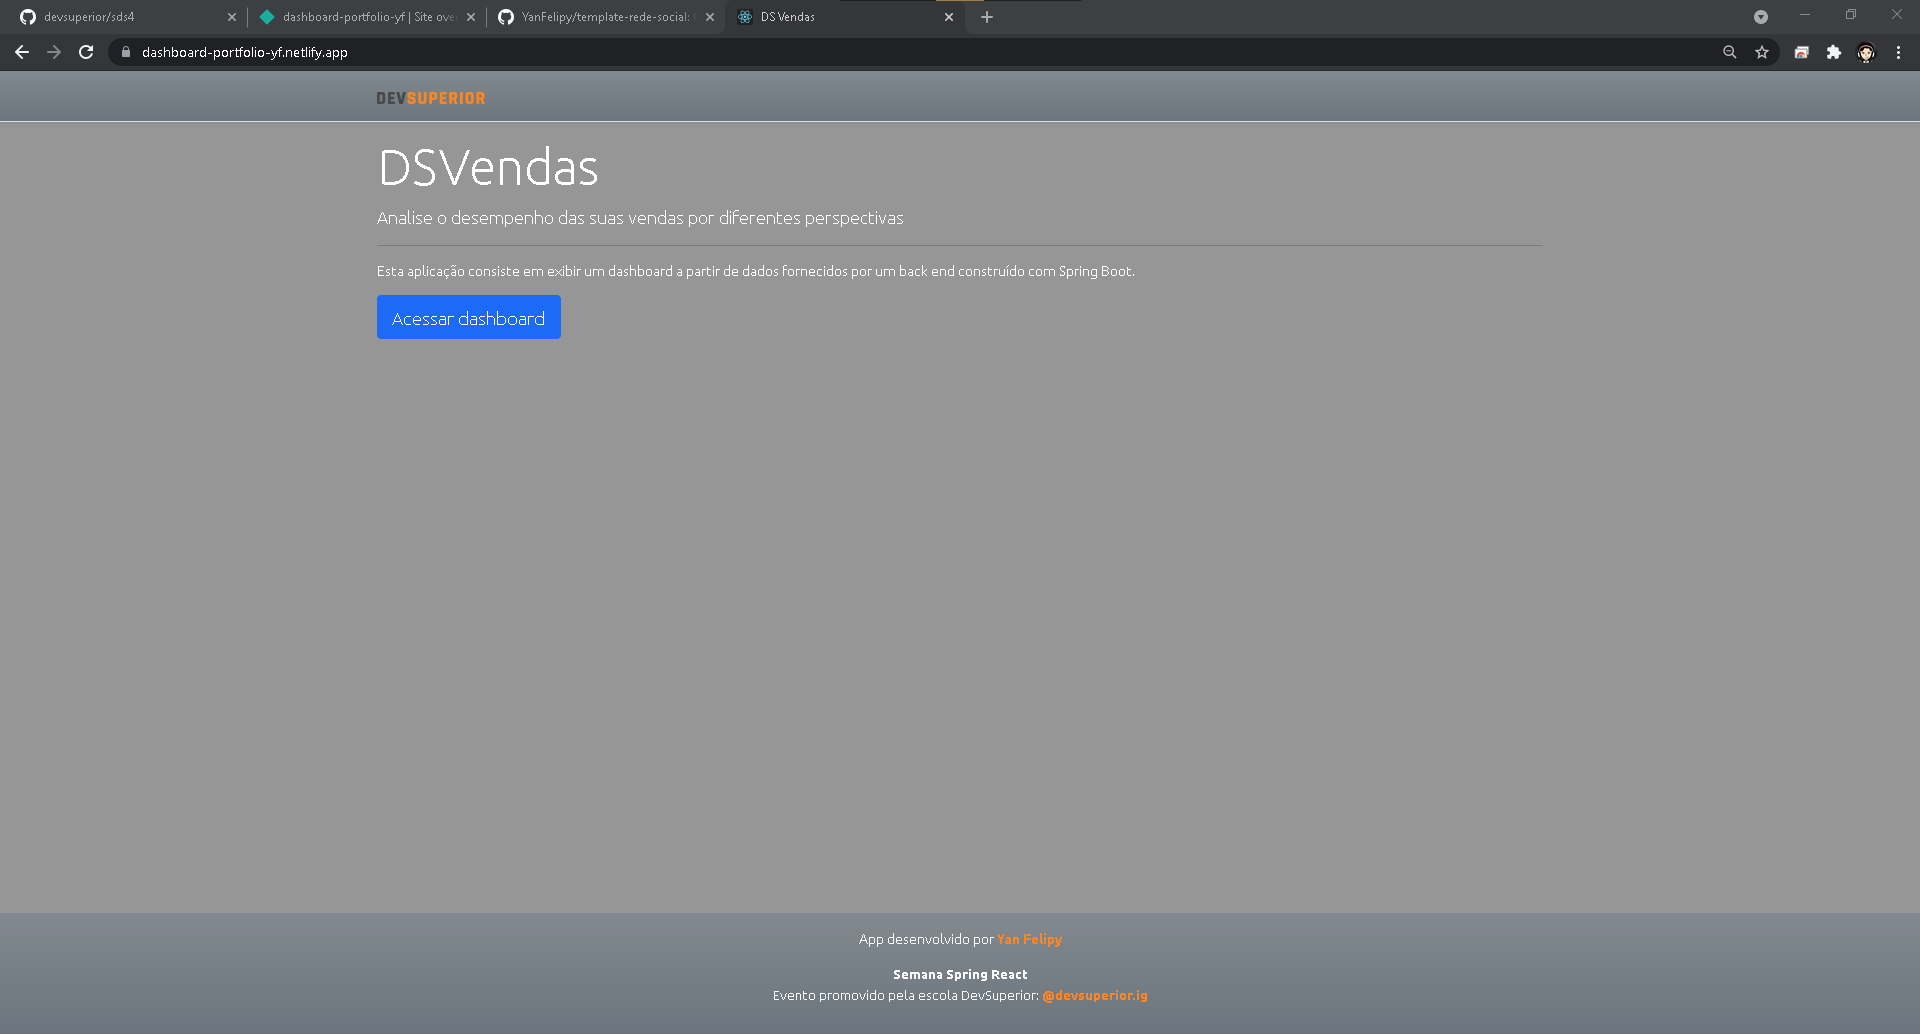 devsuperior/sds4
dashboard-portfolio-yf | Site over
YanFelipy/template-rede-social:
DS Vendas
dashboard-portfolio-yf.netlify.app
DEVSUPERIOR
DSVendas
Analise o desempenho das suas vendas por diferentes perspectivas
Esta aplicação consiste em exibir um dashboard a partir de dados fornecidos por um back end construído com Spring Boot.
Acessar dashboard
App desenvolvido por Yan Felipy
Semana Spring React
Evento promovido pela escola DevSuperior: @devsuperior.ig